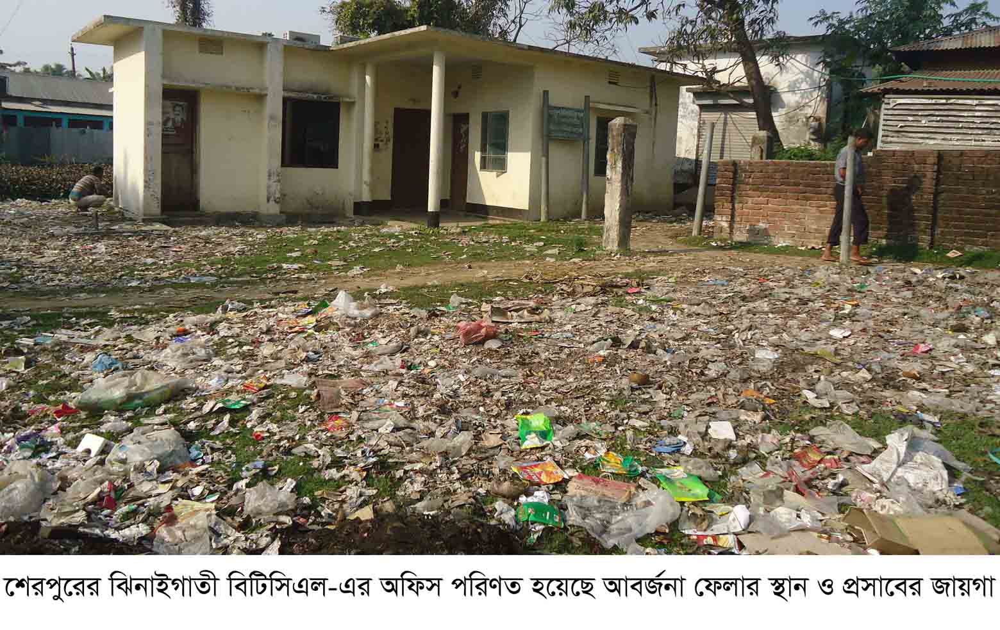 শেরপুরের ঝিনাইগাতী বিটিসিএল-এর অফিস পরিণত হয়েছে আবর্জনা ফেলার স্থান ও প্রসাবের জায়গা